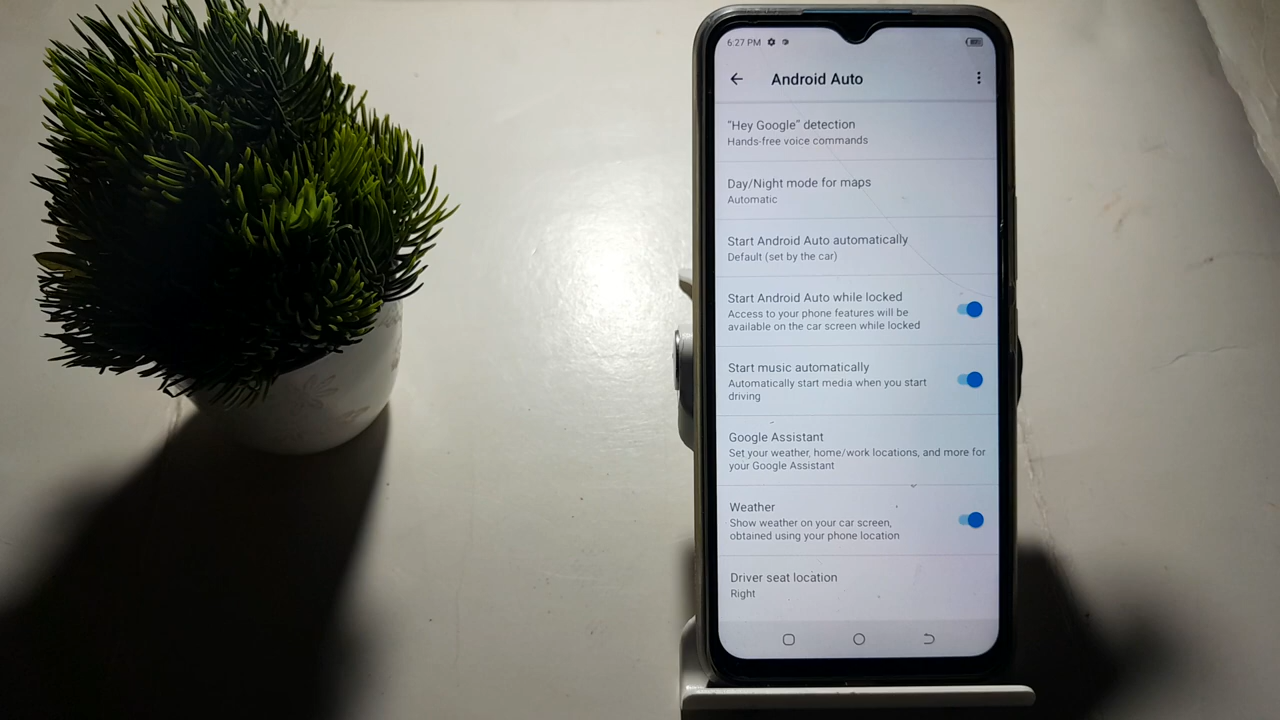 6:27 PM
Android Auto
“Hey Google” detection
Hands-free voice commands
Day/Night mode for maps
Automatic
Start Android Auto automatically
Default (set by the car)
Start Android Auto while locked
Access to your phone features will be
available on the car screen while locked
Start music automatically
Automatically start media when you start
driving
Google Assistant
Set your weather, home/work locations, and more for
your Google Assistant
Weather
Show weather on your car screen,
obtained using your phone location
Driver seat location
Right